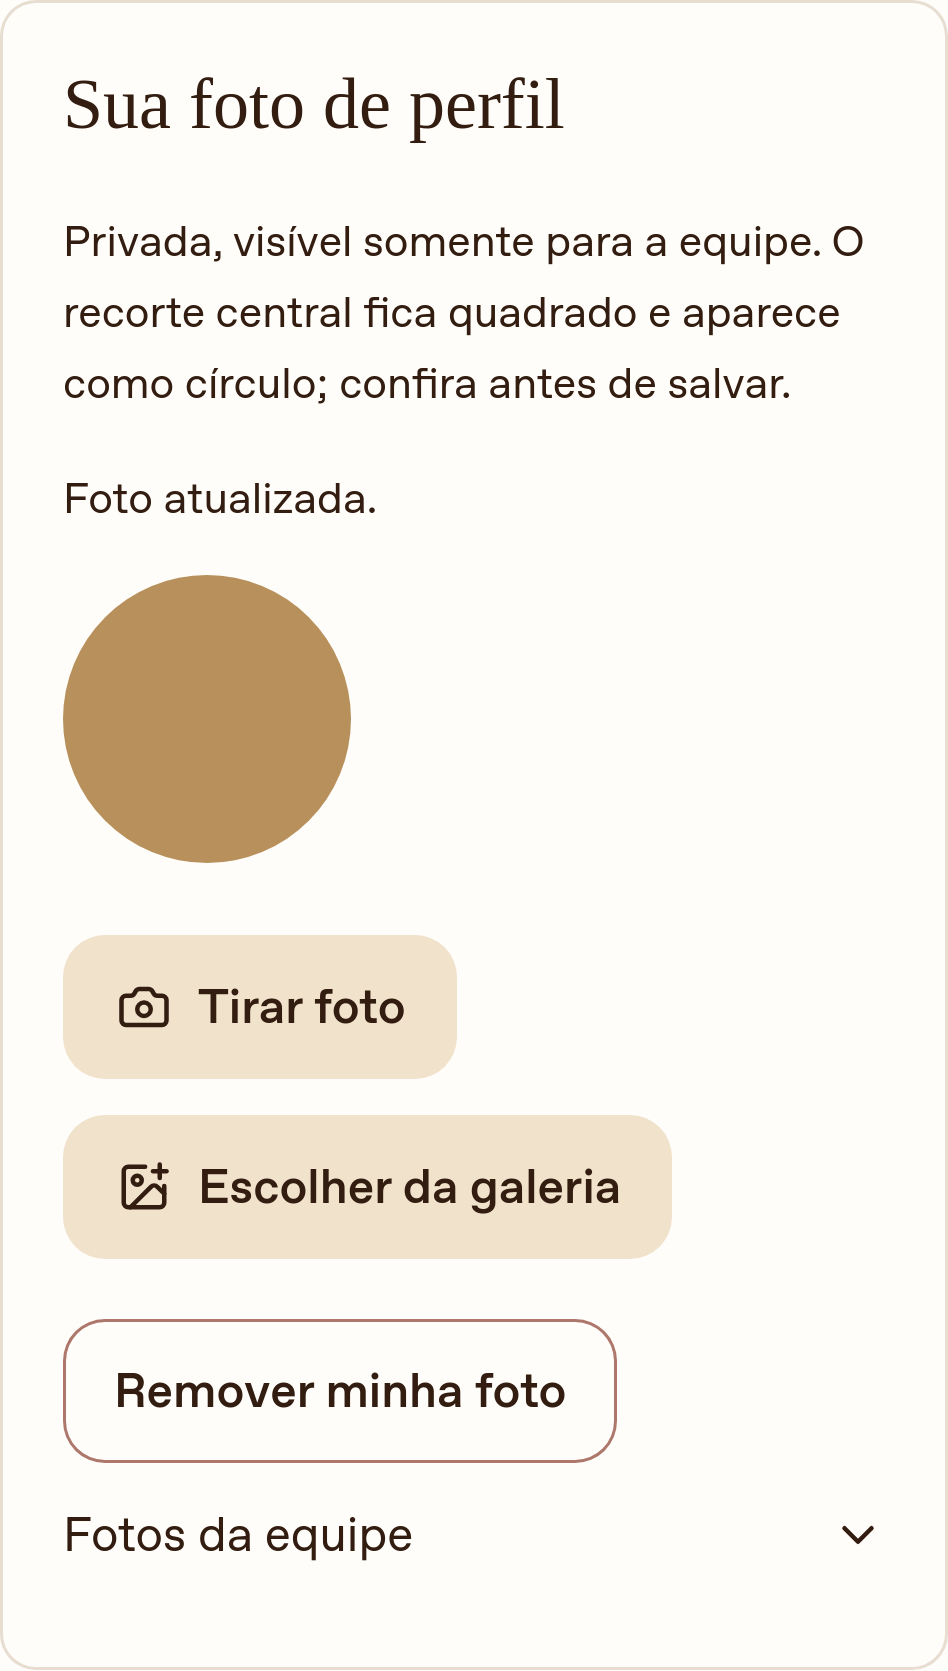 Sua foto de perfil
Privada, visível somente para a equipe. O
recorte central fica quadrado e aparece
como círculo; confira antes de salvar.
Foto atualizada.
Tirar foto
Escolher da galeria
Remover minha foto
Fotos da equipe